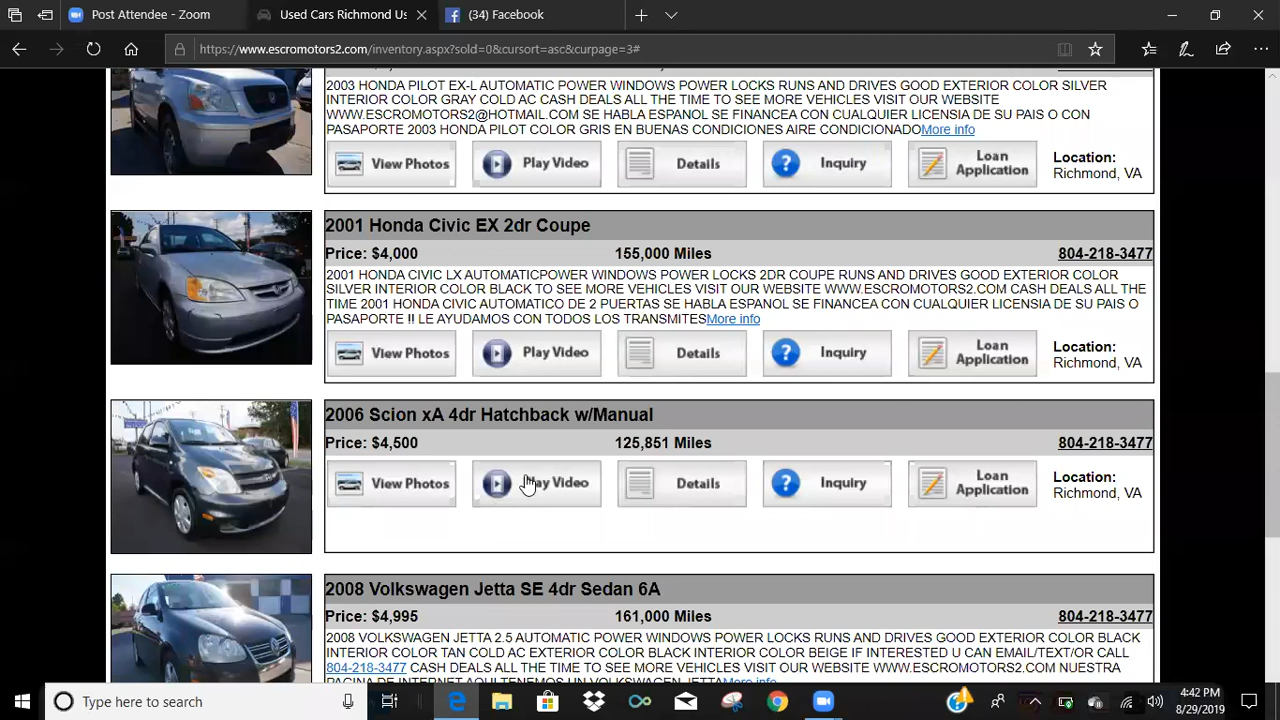 Post Attendee - Zoom
Used Cars Richmond Us
(34) Facebook
https://www.escromotors2.com/inventory.aspx?sold=0&cursort=asc&curpage=3#
2003 HONDA PILOT EX-L AUTOMATIC POWER WINDOWS POWER LOCKS RUNS AND DRIVES GOOD EXTERIOR COLOR SILVER
INTERIOR COLOR GRAY COLD AC CASH DEALS ALL THE TIME TO SEE MORE VEHICLES VISIT OUR WEBSITE
WWW.ESCROMOTORS2@HOTMAIL.COM SE HABLA ESPANOL SE FINANCEA CON CUALQUIER LICENSIA DE SU PAIS O CON
PASAPORTE 2003 HONDA PILOT COLOR GRIS EN BUENAS CONDICIONES AIRE CONDICIONADOMore info
View Photos
Play Video
Details
Inquiry
Loan
Application
Location:
Richmond, VA
2001 Honda Civic EX 2dr Coupe
Price: $4,000 155,000 Miles 804-218-3477
2001 HONDA CIVIC LX AUTOMATICPOWER WINDOWS POWER LOCKS 2DR COUPE RUNS AND DRIVES GOOD EXTERIOR COLOR
SILVER INTERIOR COLOR BLACK TO SEE MORE VEHICLES VISIT OUR WEBSITE WWW.ESCROMOTORS2.COM CASH DEALS ALL THE
TIME 2001 HONDA CIVIC AUTOMATICO DE 2 PUERTAS SE HABLA ESPANOL SE FINANCEA CON CUALQUIER LICENSIA DE SU PAIS O
PASAPORTE !! LE AYUDAMOS CON TODOS LOS TRANSMITESMore info
View Photos
Play Video
Details
Inquiry
Loan
Application
Location:
Richmond, VA
2006 Scion xA 4dr Hatchback w/Manual
Price: $4,500 125,851 Miles 804-218-3477
View Photos
Play Video
Details
Inquiry
Loan
Application
Location:
Richmond, VA
2008 Volkswagen Jetta SE 4dr Sedan 6A
Price: $4,995 161,000 Miles 804-218-3477
2008 VOLKSWAGEN JETTA 2.5 AUTOMATIC POWER WINDOWS POWER LOCKS RUNS AND DRIVES GOOD EXTERIOR COLOR BLACK
INTERIOR COLOR TAN COLD AC EXTERIOR COLOR BLACK INTERIOR COLOR BEIGE IF INTERESTED U CAN EMAIL/TEXT/OR CALL
804-218-3477 CASH DEALS ALL THE TIME TO SEE MORE VEHICLES VISIT OUR WEBSITE WWW.ESCROMOTORS2.COM NUESTRA
PAGINA DE INTERNET AQUI TENEMOS UN VOLKSWAGEN JETTAMore info
Type here to search
4:42 PM
8/29/2019